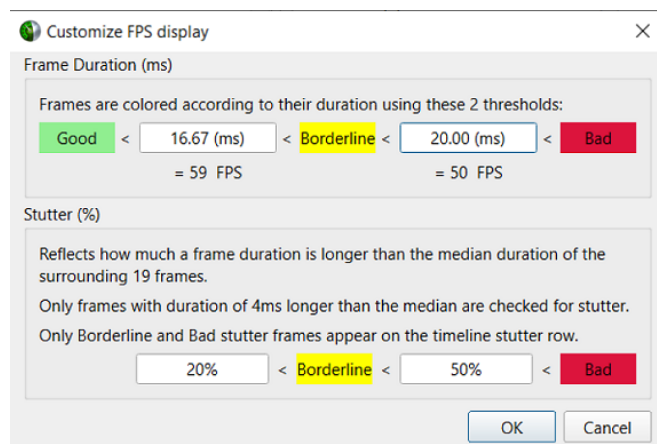 Customize FPS display
Frame Duration (ms)
Frames are colored according to their duration using these 2 thresholds:
Good < 16.67 (ms) < Borderline < 20.00 (ms) < Bad
= 59 FPS = 50 FPS
Stutter (%)
Reflects how much a frame duration is longer than the median duration of the
surrounding 19 frames.
Only frames with duration of 4ms longer than the median are checked for stutter.
Only Borderline and Bad stutter frames appear on the timeline stutter row.
20% < Borderline < 50% < Bad
OK Cancel